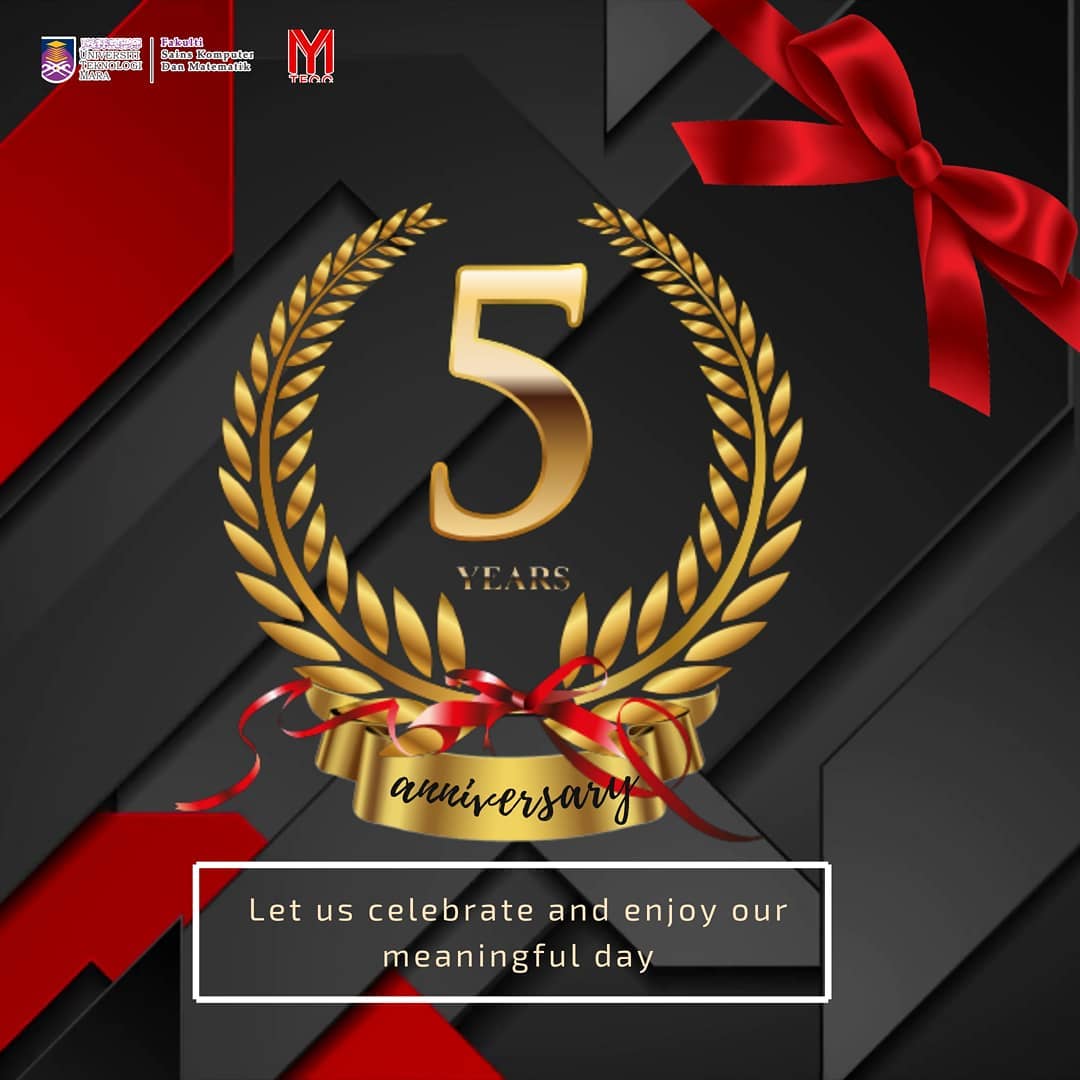 UNIVERSITI
TEKNOLOGI
MARA
Fakulti
Sains Komputer
Dan Matematik
5
YEARS
anniversary
Let us celebrate and enjoy our
meaningful day